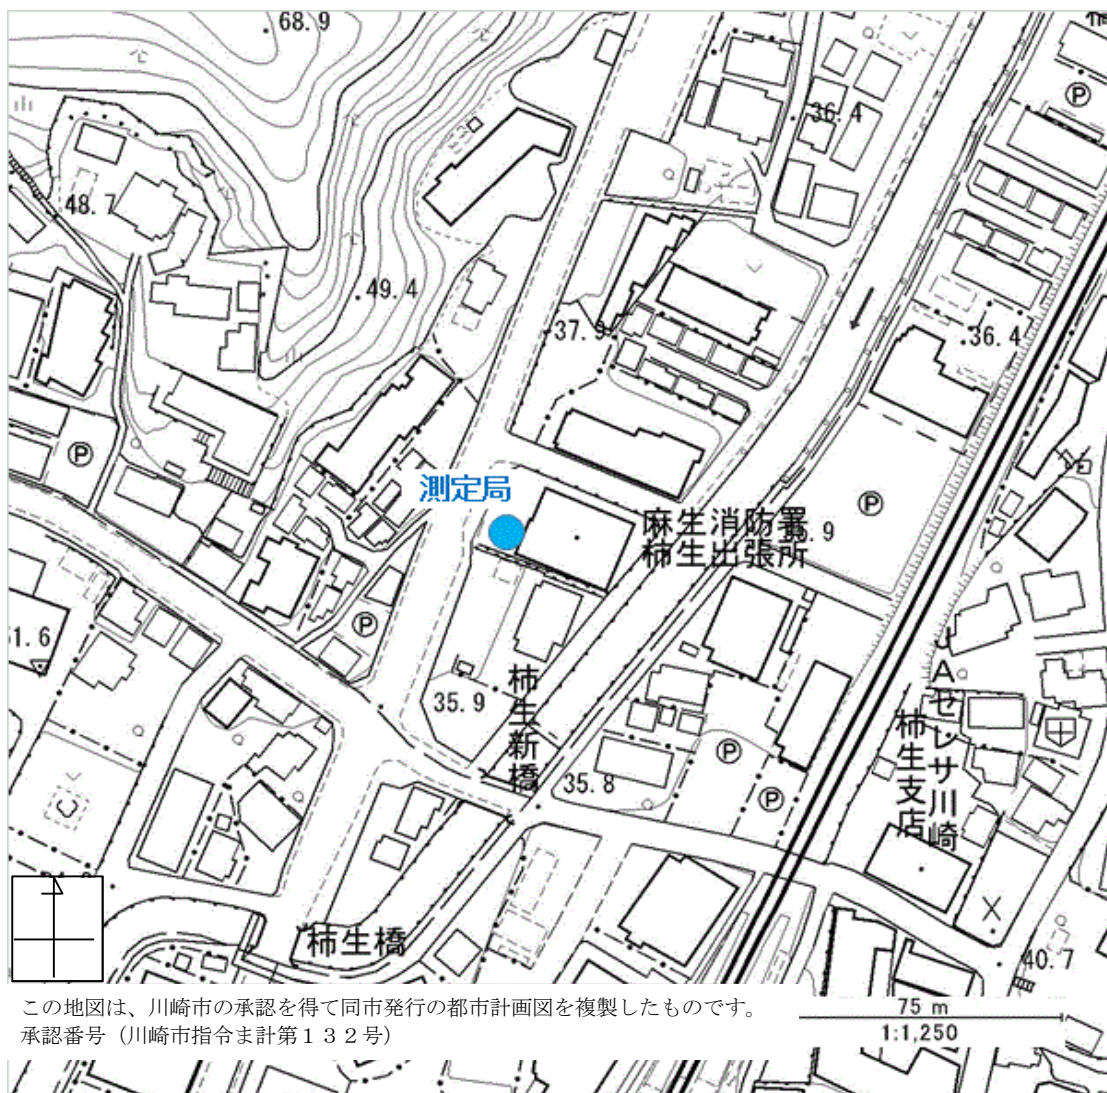 68.9
Ⓟ
36.4
48.7
49.4
37.9
36.4
Ⓟ
測定局
Ⓟ
麻生消防署
柿生出張所
35.9
Ⓟ
51.6
35.9
柿生新橋
JAセレサ川崎
柿生支店
Ⓟ
35.8
Ⓟ
柿生橋
40.7
この地図は、川崎市の承認を得て同市発行の都市計画図を複製したものです。
承認番号（川崎市指令ま計第１３２号）
75 m
1:1,250